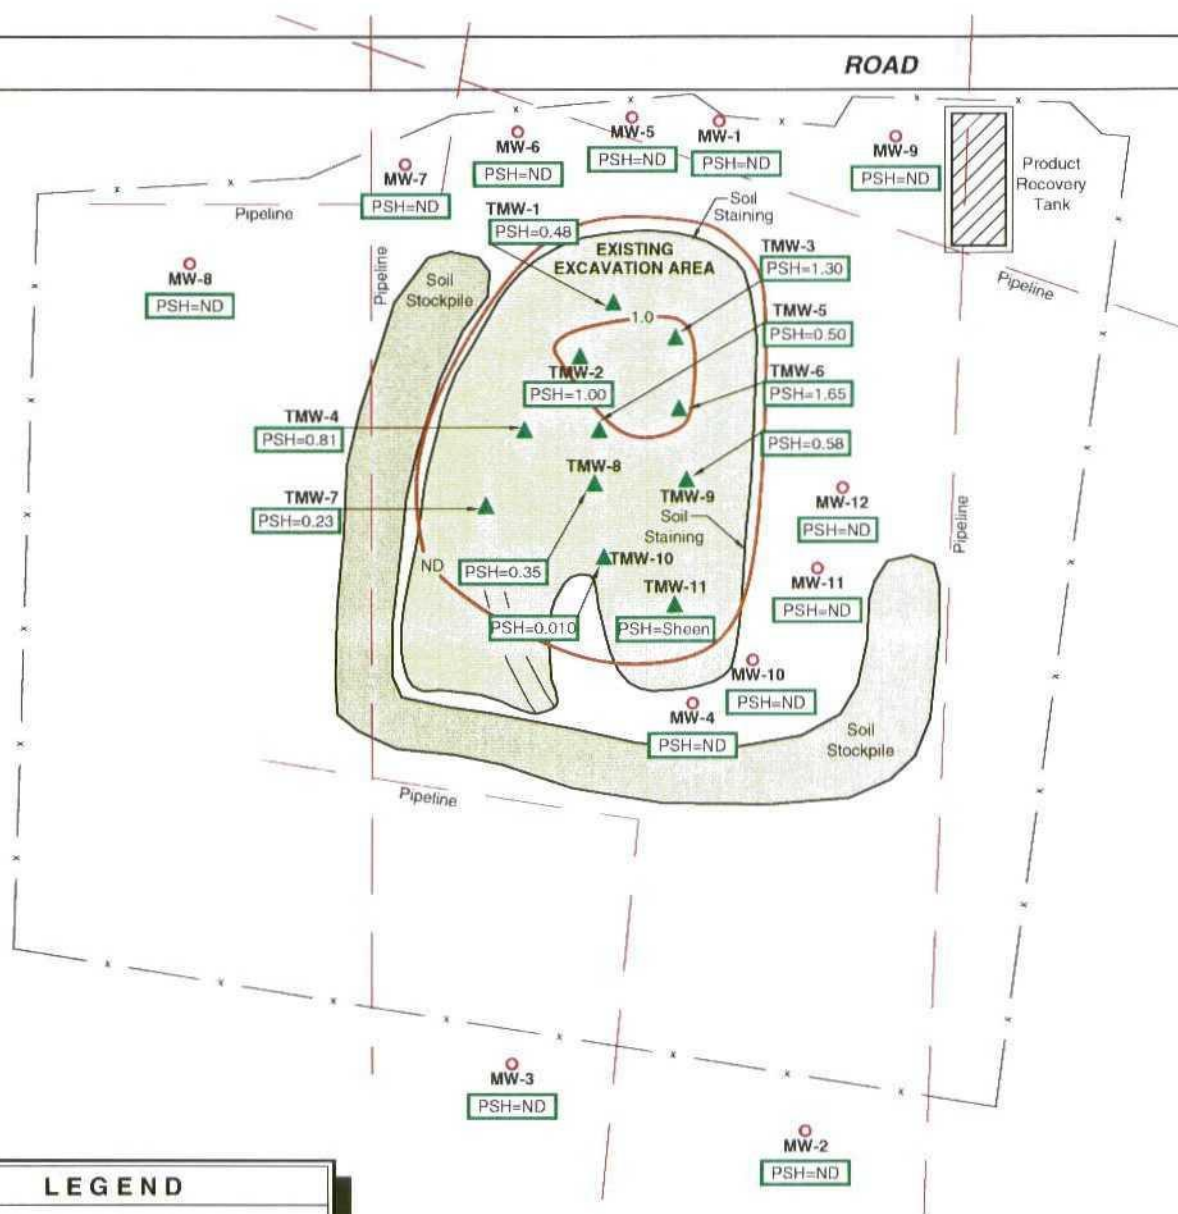 ROAD
MW-6
PSH=ND
MW-5
PSH=ND
MW-1
PSH=ND
MW-9
PSH=ND
Product
Recovery
Tank
MW-7
PSH=ND
Pipeline
TMW-1
PSH=0.48
Soil
Staining
EXISTING
EXCAVATION AREA
TMW-3
PSH=1.30
MW-8
PSH=ND
Pipeline
Soil
Stockpile
Pipeline
1.0
TMW-5
PSH=0.50
TMW-2
PSH=1.00
TMW-6
PSH=1.65
TMW-4
PSH=0.81
PSH=0.58
TMW-8
TMW-9
TMW-7
PSH=0.23
Soil
Staining
MW-12
PSH=ND
Pipeline
ND
PSH=0.35
TMW-10
TMW-11
PSH=Sheen
PSH=0.010
MW-11
PSH=ND
MW-10
PSH=ND
MW-4
PSH=ND
Soil
Stockpile
Pipeline
MW-3
PSH=ND
MW-2
PSH=ND
LEGEND